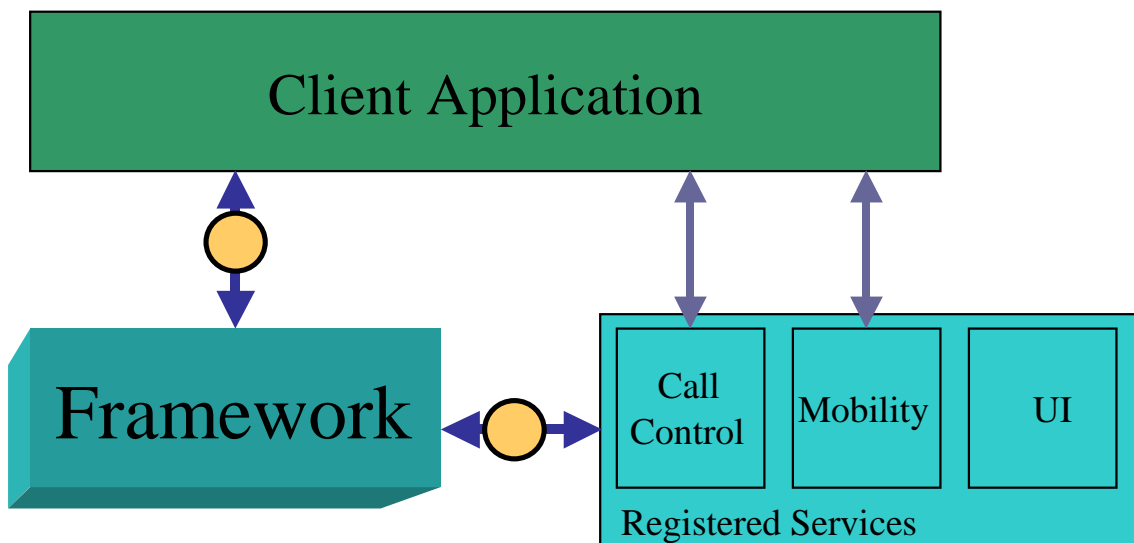 Client Application
Framework
Call
Control
Mobility
UI
Registered Services